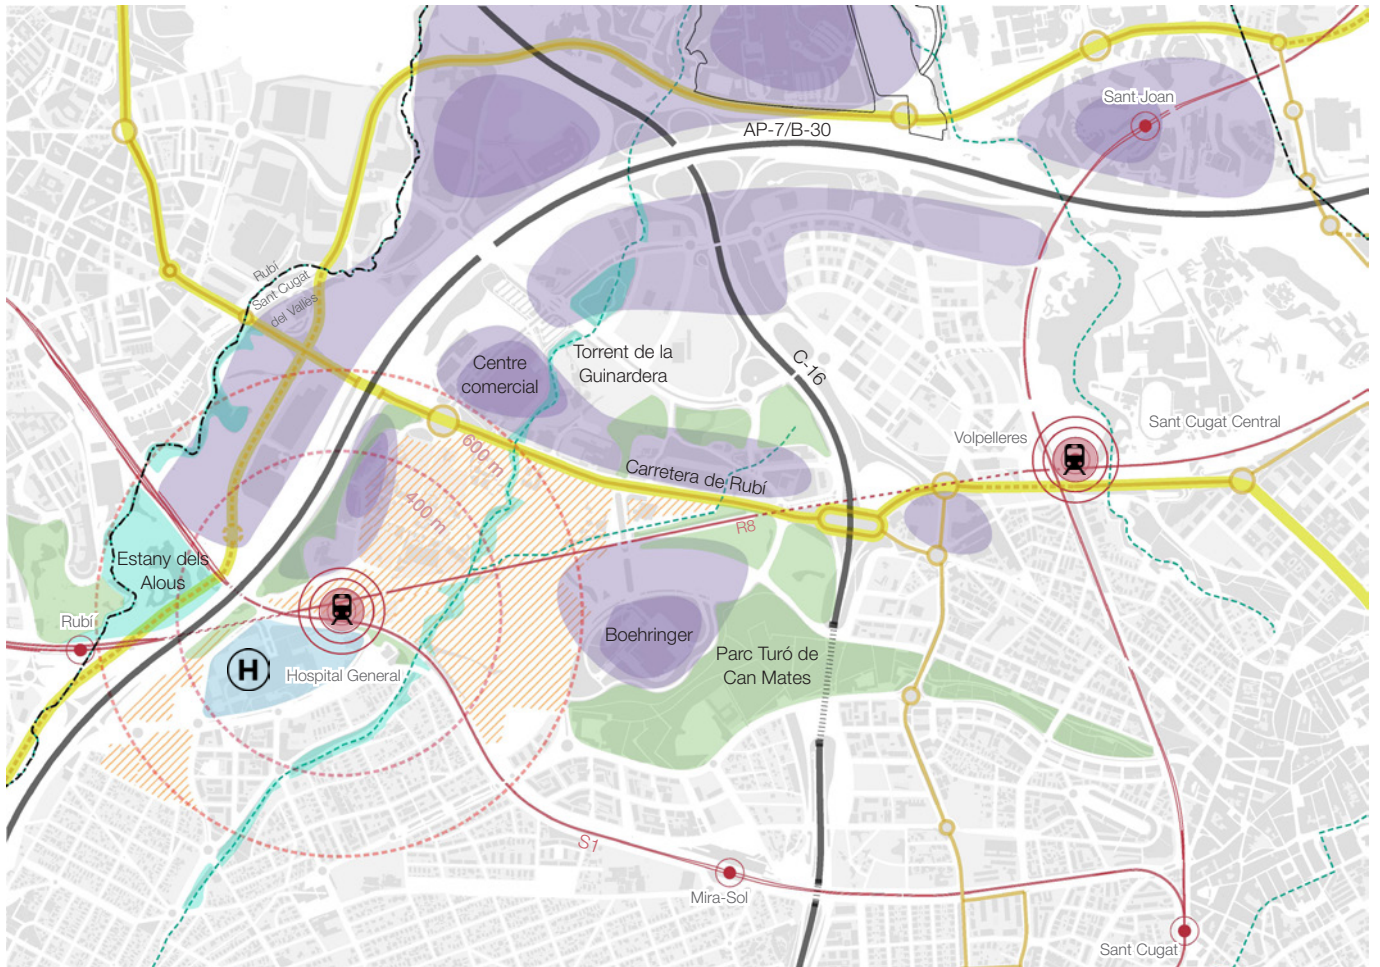 Sant Joan
AP-7/B-30
Rubí
Sant Cugat
del Vallès
Centre
comercial
Torrent de la
Guinardera
C-16
Volpelleres
Sant Cugat Central
600 m
400 m
Carretera de Rubí
R8
Estany dels
Alous
Rubí
H
Hospital General
Boehringer
Parc Turó de
Can Mates
S1
Mira-Sol
Sant Cugat